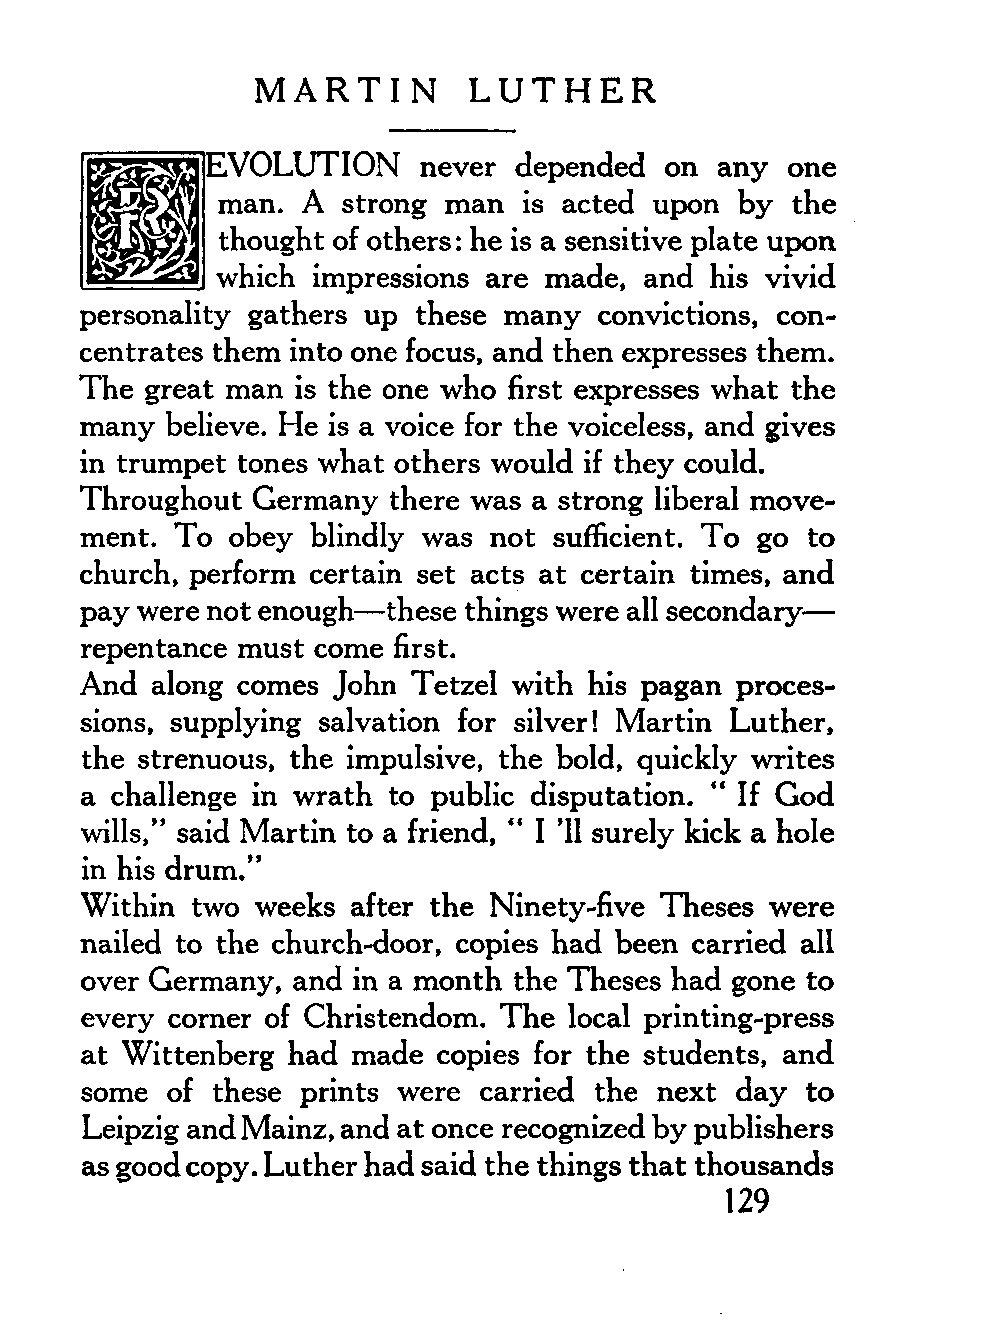 MARTIN LUTHER
REVOLUTION never depended on any one
man. A strong man is acted upon by the
thought of others: he is a sensitive plate upon
which impressions are made, and his vivid
personality gathers up these many convictions, con-
centrates them into one focus, and then expresses them.
The great man is the one who first expresses what the
many believe. He is a voice for the voiceless, and gives
in trumpet tones what others would if they could.
Throughout Germany there was a strong liberal move-
ment. To obey blindly was not sufficient. To go to
church, perform certain set acts at certain times, and
pay were not enough—these things were all secondary—
repentance must come first.
And along comes John Tetzel with his pagan proces-
sions, supplying salvation for silver! Martin Luther,
the strenuous, the impulsive, the bold, quickly writes
a challenge in wrath to public disputation. “ If God
wills,” said Martin to a friend, “ I ’ll surely kick a hole
in his drum.”
Within two weeks after the Ninety-five Theses were
nailed to the church-door, copies had been carried all
over Germany, and in a month the Theses had gone to
every corner of Christendom. The local printing-press
at Wittenberg had made copies for the students, and
some of these prints were carried the next day to
Leipzig and Mainz, and at once recognized by publishers
as good copy. Luther had said the things that thousands
129